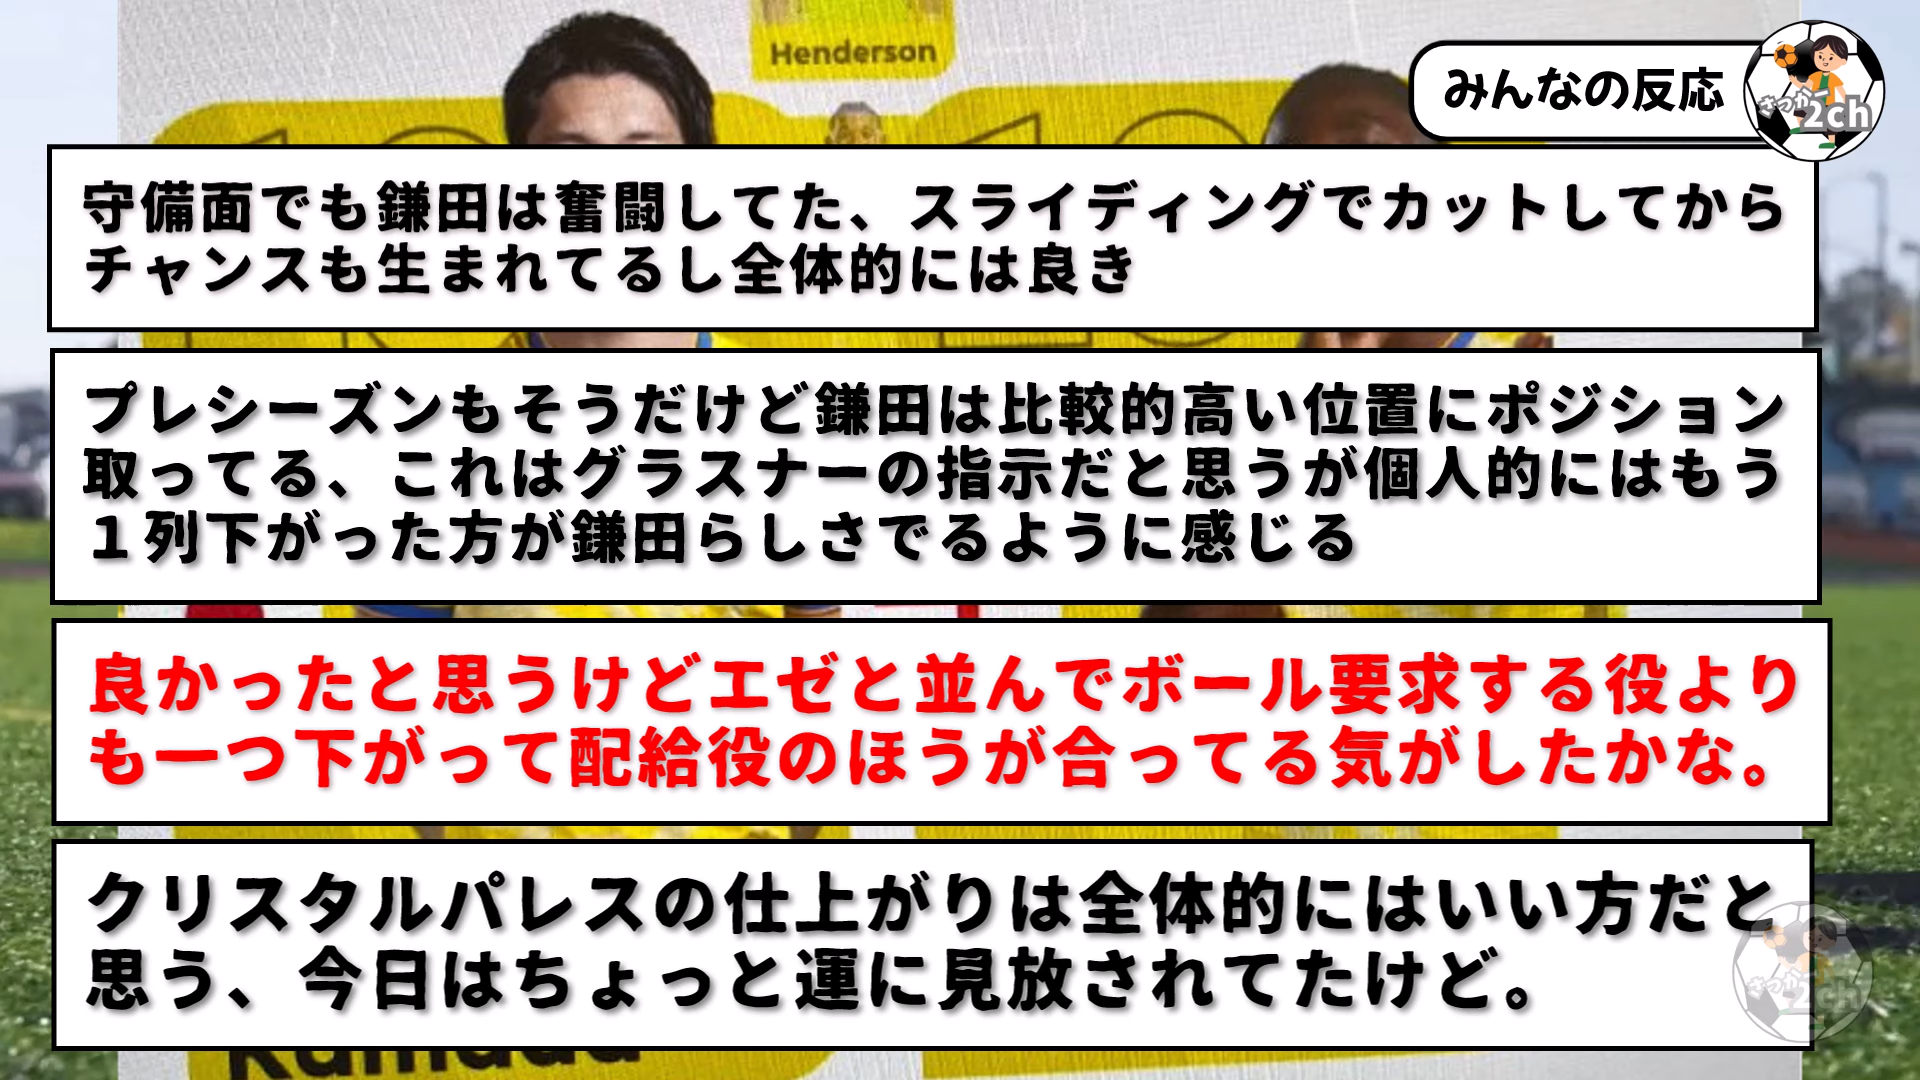 Henderson
みんなの反応
さっかー
2ch
守備面でも鎌田は奮闘してた、スライディングでカットしてから
チャンスも生まれてるし全体的には良き
プレシーズンもそうだけど鎌田は比較的高い位置にポジション
取ってる、これはグラスナーの指示だと思うが個人的にはもう
１列下がった方が鎌田らしさでるように感じる
良かったと思うけどエゼと並んでボール要求する役より
も一つ下がって配給役のほうが合ってる気がしたかな。
クリスタルパレスの仕上がりは全体的にはいい方だと
思う、今日はちょっと運に見放されてたけど。
さっかー
2ch
Kamada